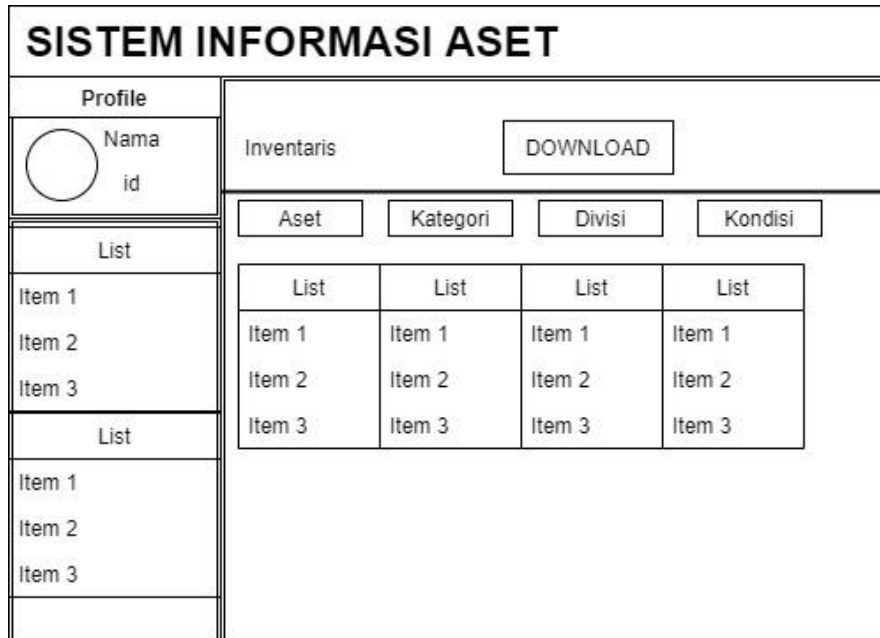 SISTEM INFORMASI ASET
Profile
Nama
id
List
Item 1
Item 2
Item 3
List
Item 1
Item 2
Item 3
Inventaris DOWNLOAD
Aset Kategori Divisi Kondisi
List List List List
Item 1 Item 1 Item 1 Item 1
Item 2 Item 2 Item 2 Item 2
Item 3 Item 3 Item 3 Item 3